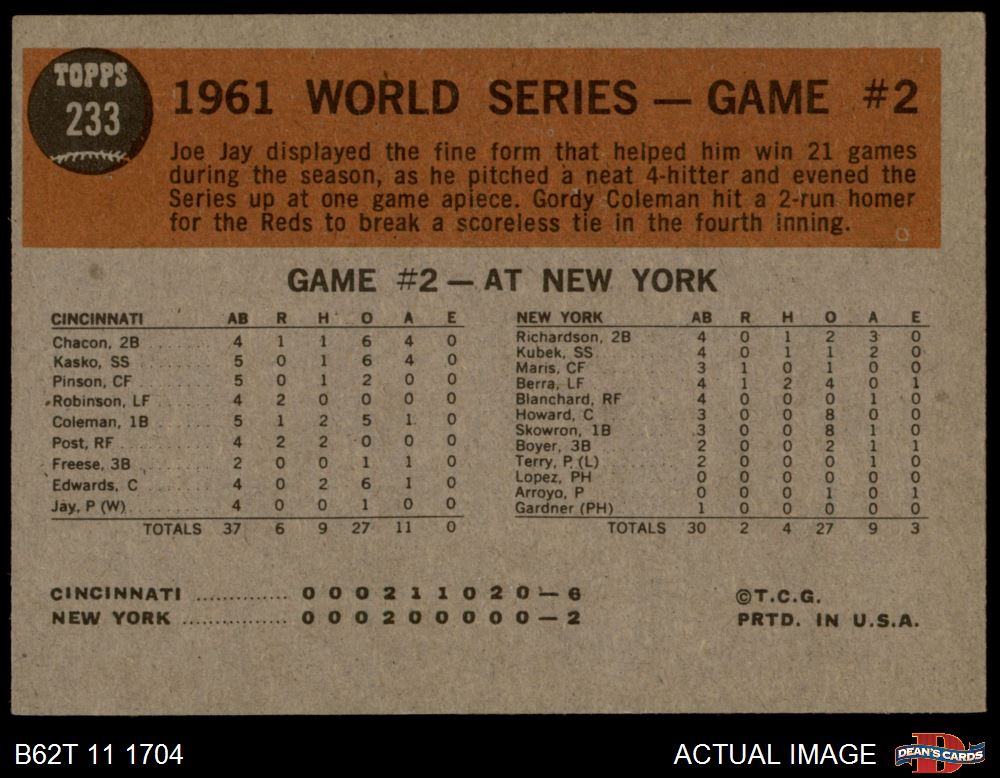 TOPPS
233
1961 WORLD SERIES — GAME #2
Joe Jay displayed the fine form that helped him win 21 games
during the season, as he pitched a neat 4-hitter and evened the
Series up at one game apiece. Gordy Coleman hit a 2-run homer
for the Reds to break a scoreless tie in the fourth inning.
GAME #2 — AT NEW YORK
CINCINNATI AB R H O A E
Chacon, 2B 4 1 1 6 4 0
Kasko, SS 5 0 1 6 4 0
Pinson, CF 5 0 1 2 0 0
Robinson, LF 4 2 0 0 0 0
Coleman, 1B 5 1 2 5 1 0
Post, RF 4 2 2 0 0 0
Freese, 3B 2 0 0 1 1 0
Edwards, C 4 0 2 6 1 0
Jay, P (W) 4 0 0 1 0 0
TOTALS 37 6 9 27 11 0
NEW YORK AB R H O A E
Richardson, 2B 4 0 1 2 3 0
Kubek, SS 4 0 1 1 2 0
Maris, CF 3 1 0 1 0 0
Berra, LF 4 1 2 4 0 1
Blanchard, RF 4 0 0 0 1 0
Howard, C 3 0 0 8 0 0
Skowron, 1B 3 0 0 8 1 0
Boyer, 3B 2 0 0 2 1 1
Terry, P (L) 2 0 0 0 1 0
Lopez, PH 0 0 0 0 0 0
Arroyo, P 0 0 0 1 0 1
Gardner (PH) 1 0 0 0 0 0
TOTALS 30 2 4 27 9 3
CINCINNATI .............. 0 0 0 2 1 1 0 2 0 — 6
NEW YORK ................ 0 0 0 2 0 0 0 0 0 — 2
©T.C.G.
PRTD. IN U.S.A.
B62T 11 1704
ACTUAL IMAGE
D
DEAN'S CARDS